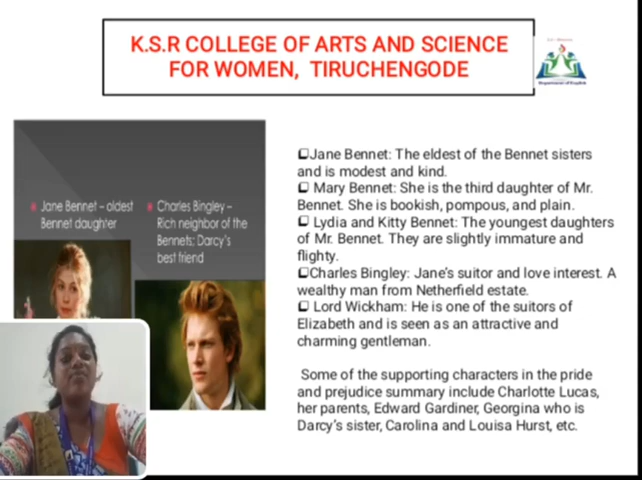 K.S.R COLLEGE OF ARTS AND SCIENCE
FOR WOMEN, TIRUCHENGODE
Jane Bennet – oldest
Bennet daughter
Charles Bingley –
Rich neighbor of the
Bennets; Darcy's
best friend
❑Jane Bennet: The eldest of the Bennet sisters
and is modest and kind.
❑ Mary Bennet: She is the third daughter of Mr.
Bennet. She is bookish, pompous, and plain.
❑ Lydia and Kitty Bennet: The youngest daughters
of Mr. Bennet. They are slightly immature and
flighty.
❑Charles Bingley: Jane's suitor and love interest. A
wealthy man from Netherfield estate.
❑ Lord Wickham: He is one of the suitors of
Elizabeth and is seen as an attractive and
charming gentleman.
Some of the supporting characters in the pride
and prejudice summary include Charlotte Lucas,
her parents, Edward Gardiner, Georgina who is
Darcy's sister, Carolina and Louisa Hurst, etc.